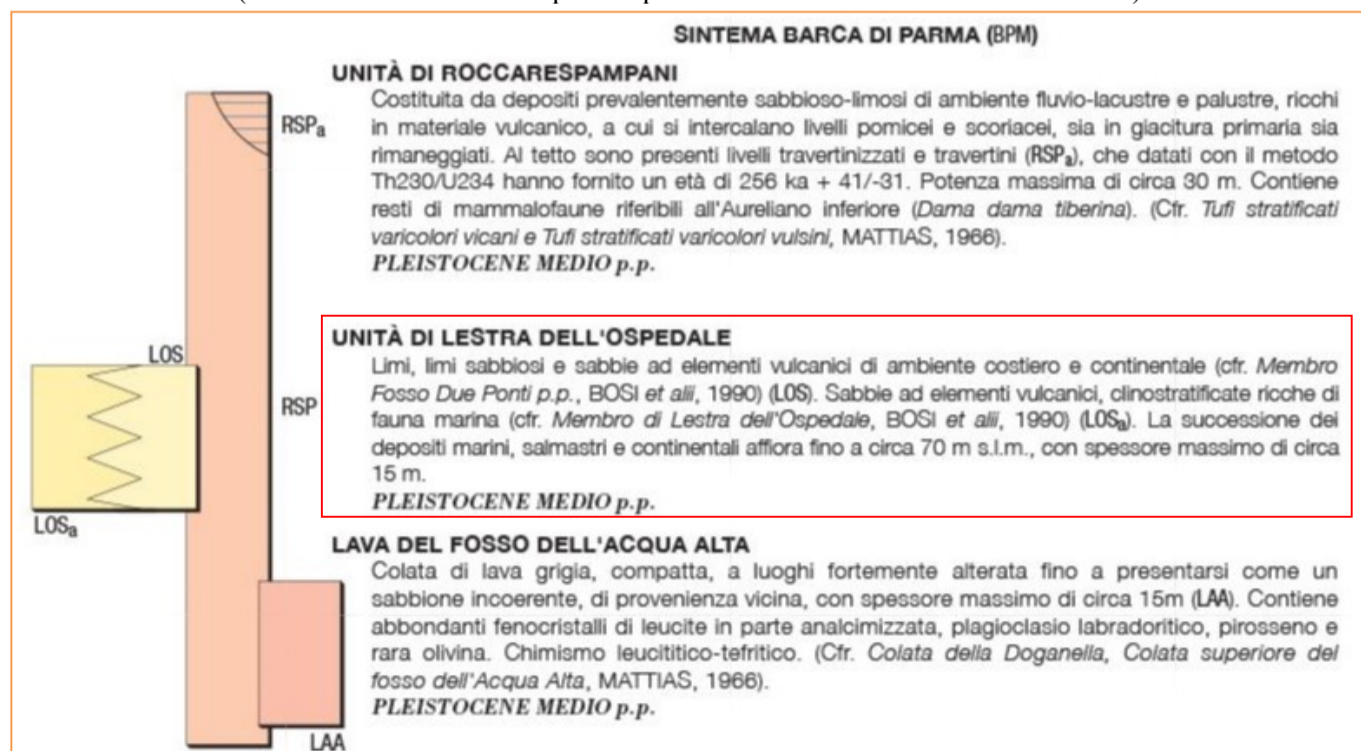 SINTEMA BARCA DI PARMA (BPM)
UNITÀ DI ROCCARESPAMPANI
Costituita da depositi prevalentemente sabbioso-limosi di ambiente fluvio-lacustre e palustre, ricchi
in materiale vulcanico, a cui si intercalano livelli pomicei e scoriacei, sia in giacitura primaria sia
rimaneggiati. Al tetto sono presenti livelli travertinizzati e travertini (RSPa), che datati con il metodo
Th230/U234 hanno fornito un età di 256 ka + 41/-31. Potenza massima di circa 30 m. Contiene
resti di mammalofaune riferibili all'Aureliano inferiore (Dama dama tiberina). (Cfr. Tufi stratificati
varicolori vicani e Tufi stratificati varicolori vulsini, MATTIAS, 1966).
PLEISTOCENE MEDIO p.p.
RSPa
UNITÀ DI LESTRA DELL'OSPEDALE
Limi, limi sabbiosi e sabbie ad elementi vulcanici di ambiente costiero e continentale (cfr. Membro
Fosso Due Ponti p.p., BOSI et alii, 1990) (LOS). Sabbie ad elementi vulcanici, clinostratificate ricche di
fauna marina (cfr. Membro di Lestra dell'Ospedale, BOSI et alii, 1990) (LOSa). La successione dei
depositi marini, salmastri e continentali affiora fino a circa 70 m s.l.m., con spessore massimo di circa
15 m.
PLEISTOCENE MEDIO p.p.
LOS
RSP
LOSa
LAVA DEL FOSSO DELL'ACQUA ALTA
Colata di lava grigia, compatta, a luoghi fortemente alterata fino a presentarsi come un
sabbione incoerente, di provenienza vicina, con spessore massimo di circa 15m (LAA). Contiene
abbondanti fenocristalli di leucite in parte analcimizzata, plagioclasio labradoritico, pirosseno e
rara olivina. Chimismo leucititico-tefritico. (Cfr. Colata della Doganella, Colata superiore del
fosso dell'Acqua Alta, MATTIAS, 1966).
PLEISTOCENE MEDIO p.p.
LAA